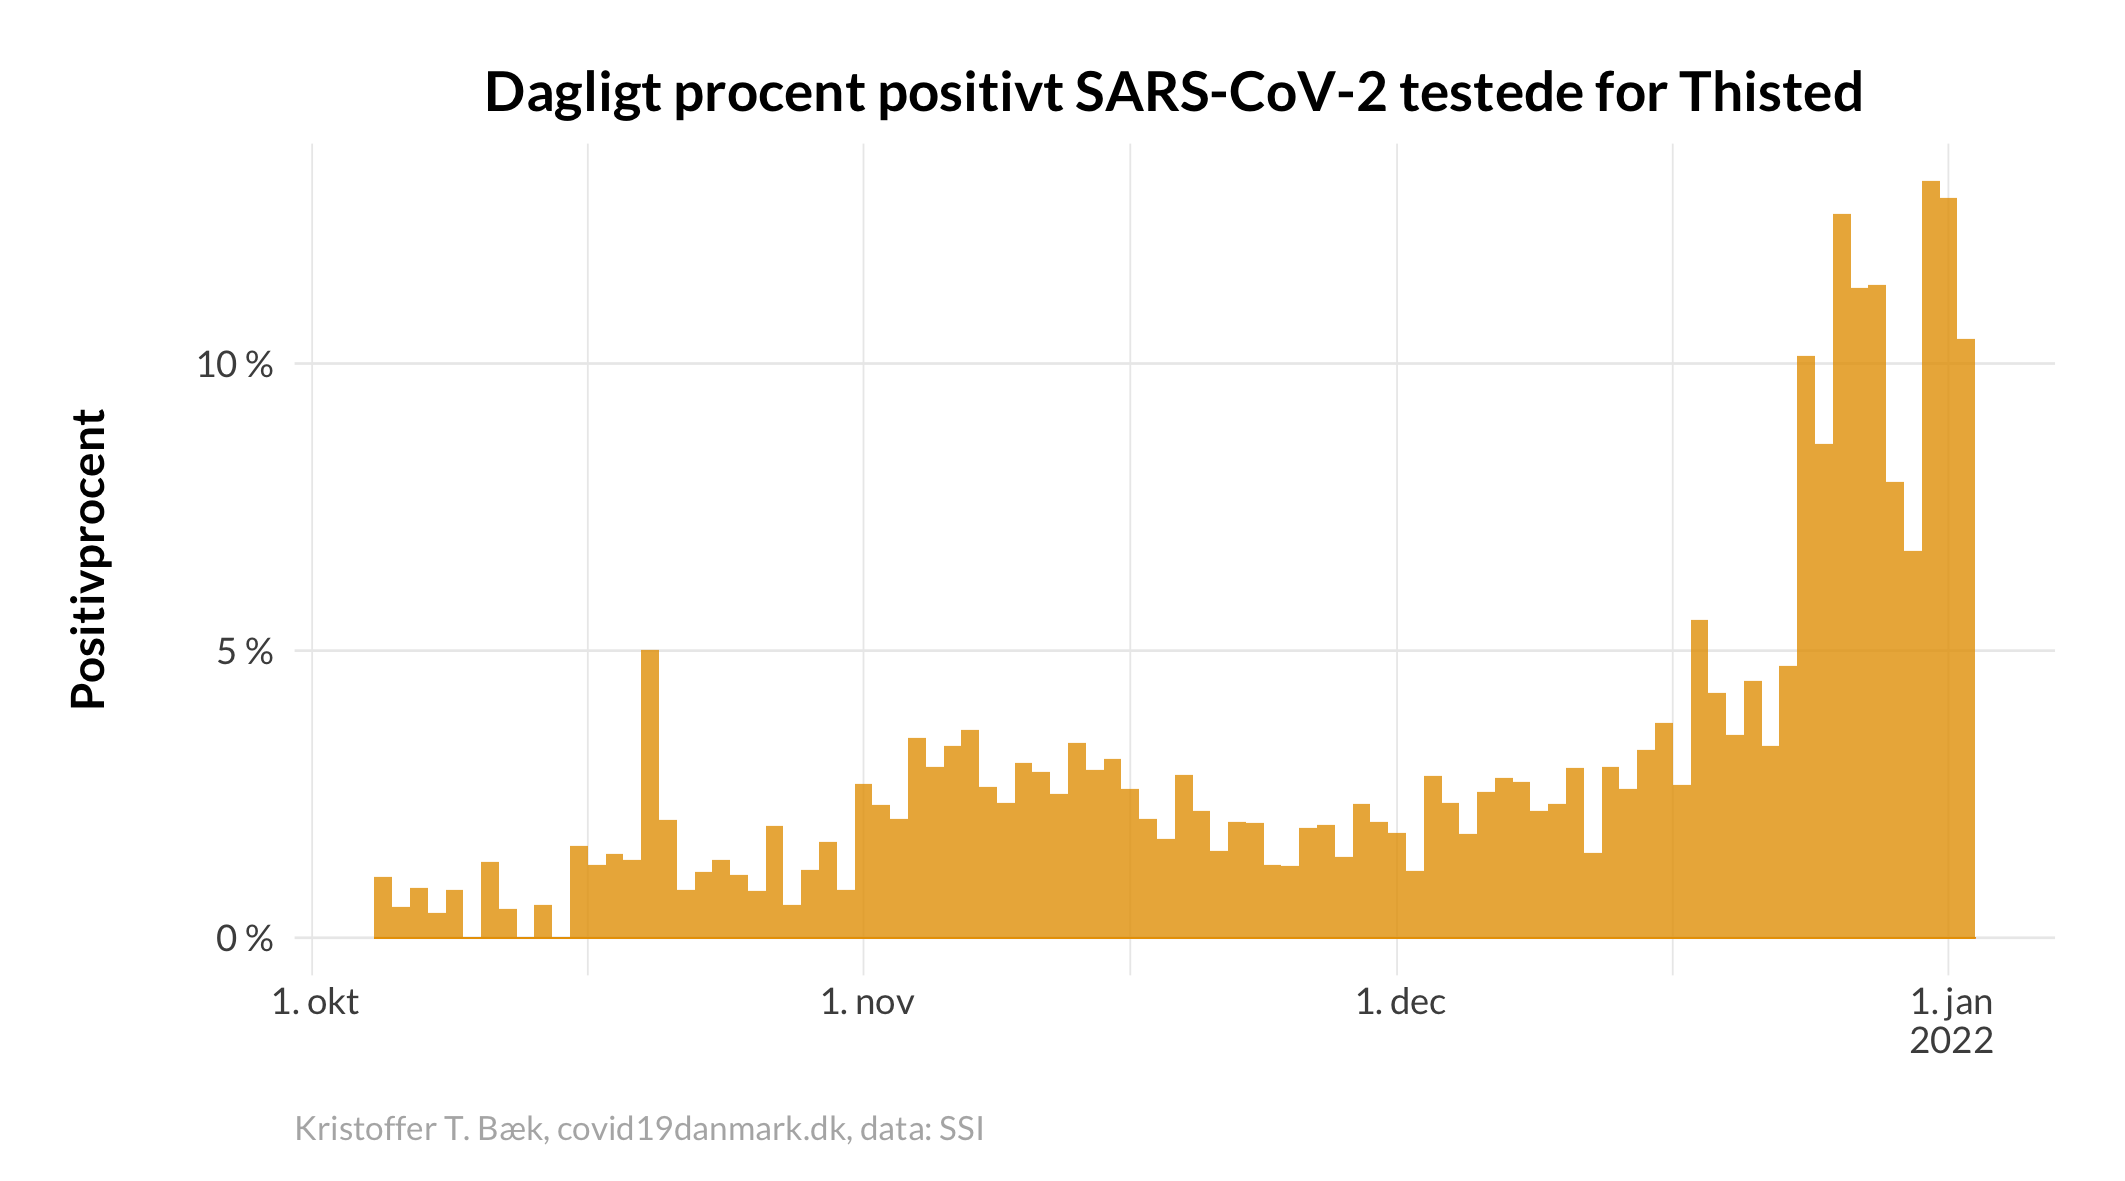 Dagligt procent positivt SARS-CoV-2 testede for Thisted
Positivprocent
10 %
5 %
0 %
1. okt
1. nov
1. dec
1. jan
2022
Kristoffer T. Bæk, covid19danmark.dk, data: SSI